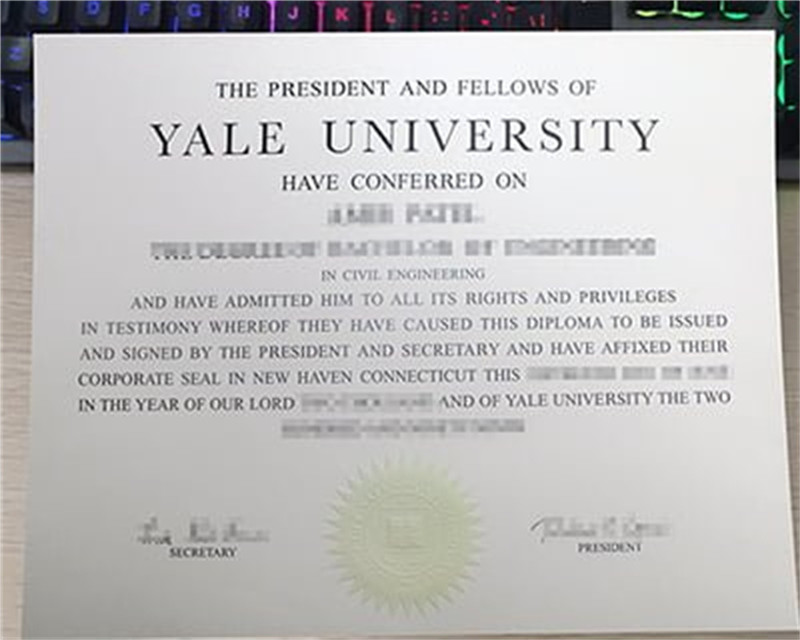 S D F G H J K L
Z
THE PRESIDENT AND FELLOWS OF
YALE UNIVERSITY
HAVE CONFERRED ON
IN CIVIL ENGINEERING
AND HAVE ADMITTED HIM TO ALL ITS RIGHTS AND PRIVILEGES
IN TESTIMONY WHEREOF THEY HAVE CAUSED THIS DIPLOMA TO BE ISSUED
AND SIGNED BY THE PRESIDENT AND SECRETARY AND HAVE AFFIXED THEIR
CORPORATE SEAL IN NEW HAVEN CONNECTICUT THIS
IN THE YEAR OF OUR LORD AND OF YALE UNIVERSITY THE TWO
SECRETARY
PRESIDENT